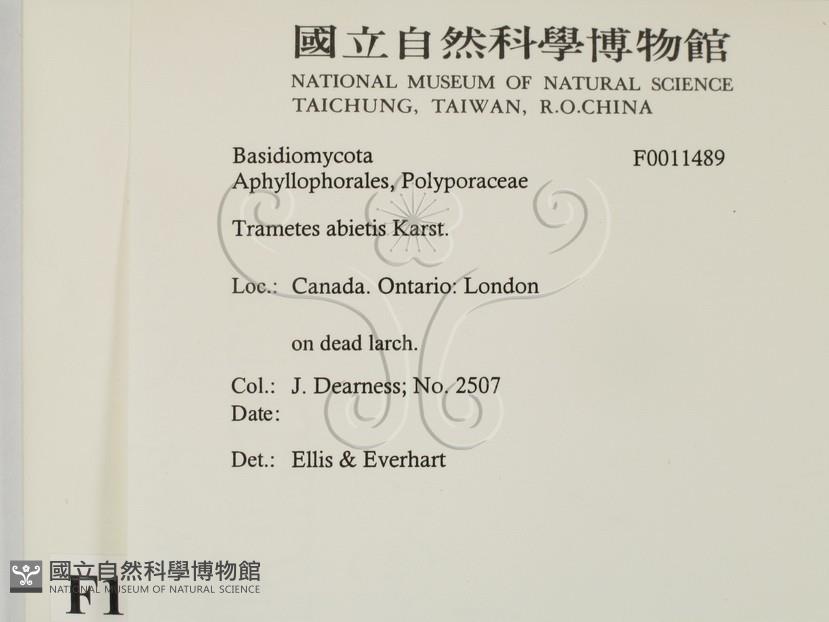 國立自然科學博物館
NATIONAL MUSEUM OF NATURAL SCIENCE
TAICHUNG, TAIWAN, R.O.CHINA
Basidiomycota F0011489
Aphyllophorales, Polyporaceae
Trametes abietis Karst.
Loc.: Canada. Ontario: London
on dead larch.
Col.: J. Dearness; No. 2507
Date:
Det.: Ellis & Everhart
國立自然科學博物館
NATIONAL MUSEUM OF NATURAL SCIENCE
F1